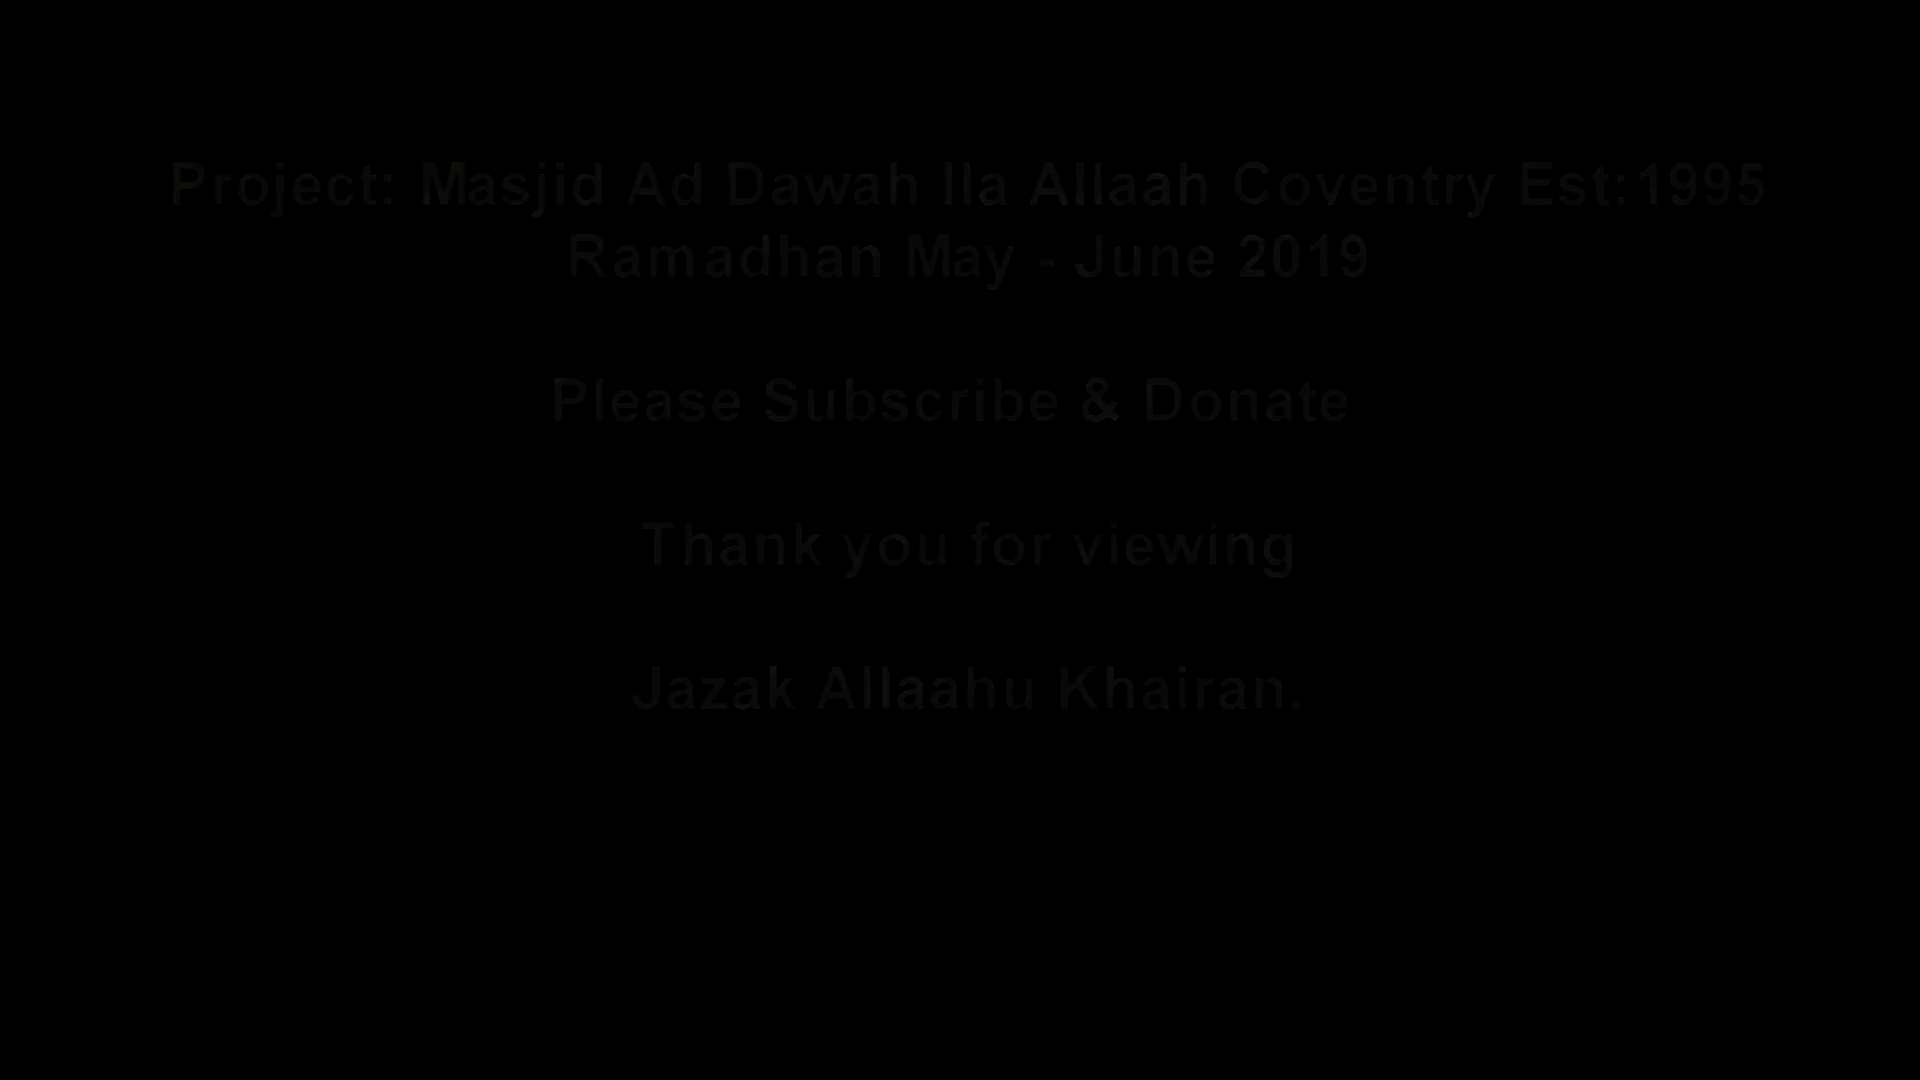 Project: Masjid Ad Dawah Ila Allaah Coventry Est:1995
Ramadhan May - June 2019
Please Subscribe & Donate
Thank you for viewing
Jazak Allaahu Khairan.